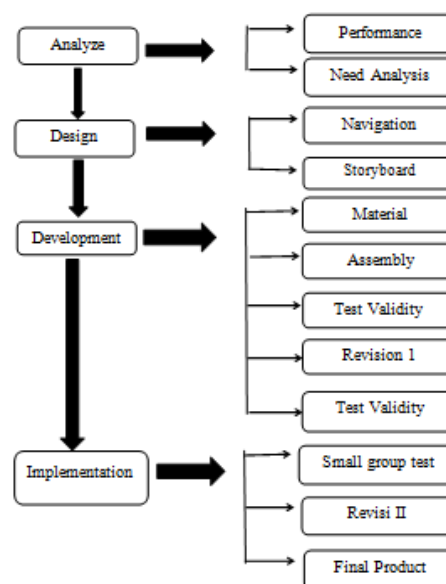 Analyze
Performance
Need Analysis
Design
Navigation
Storyboard
Development
Material
Assembly
Test Validity
Revision 1
Test Validity
Implementation
Small group test
Revisi II
Final Product